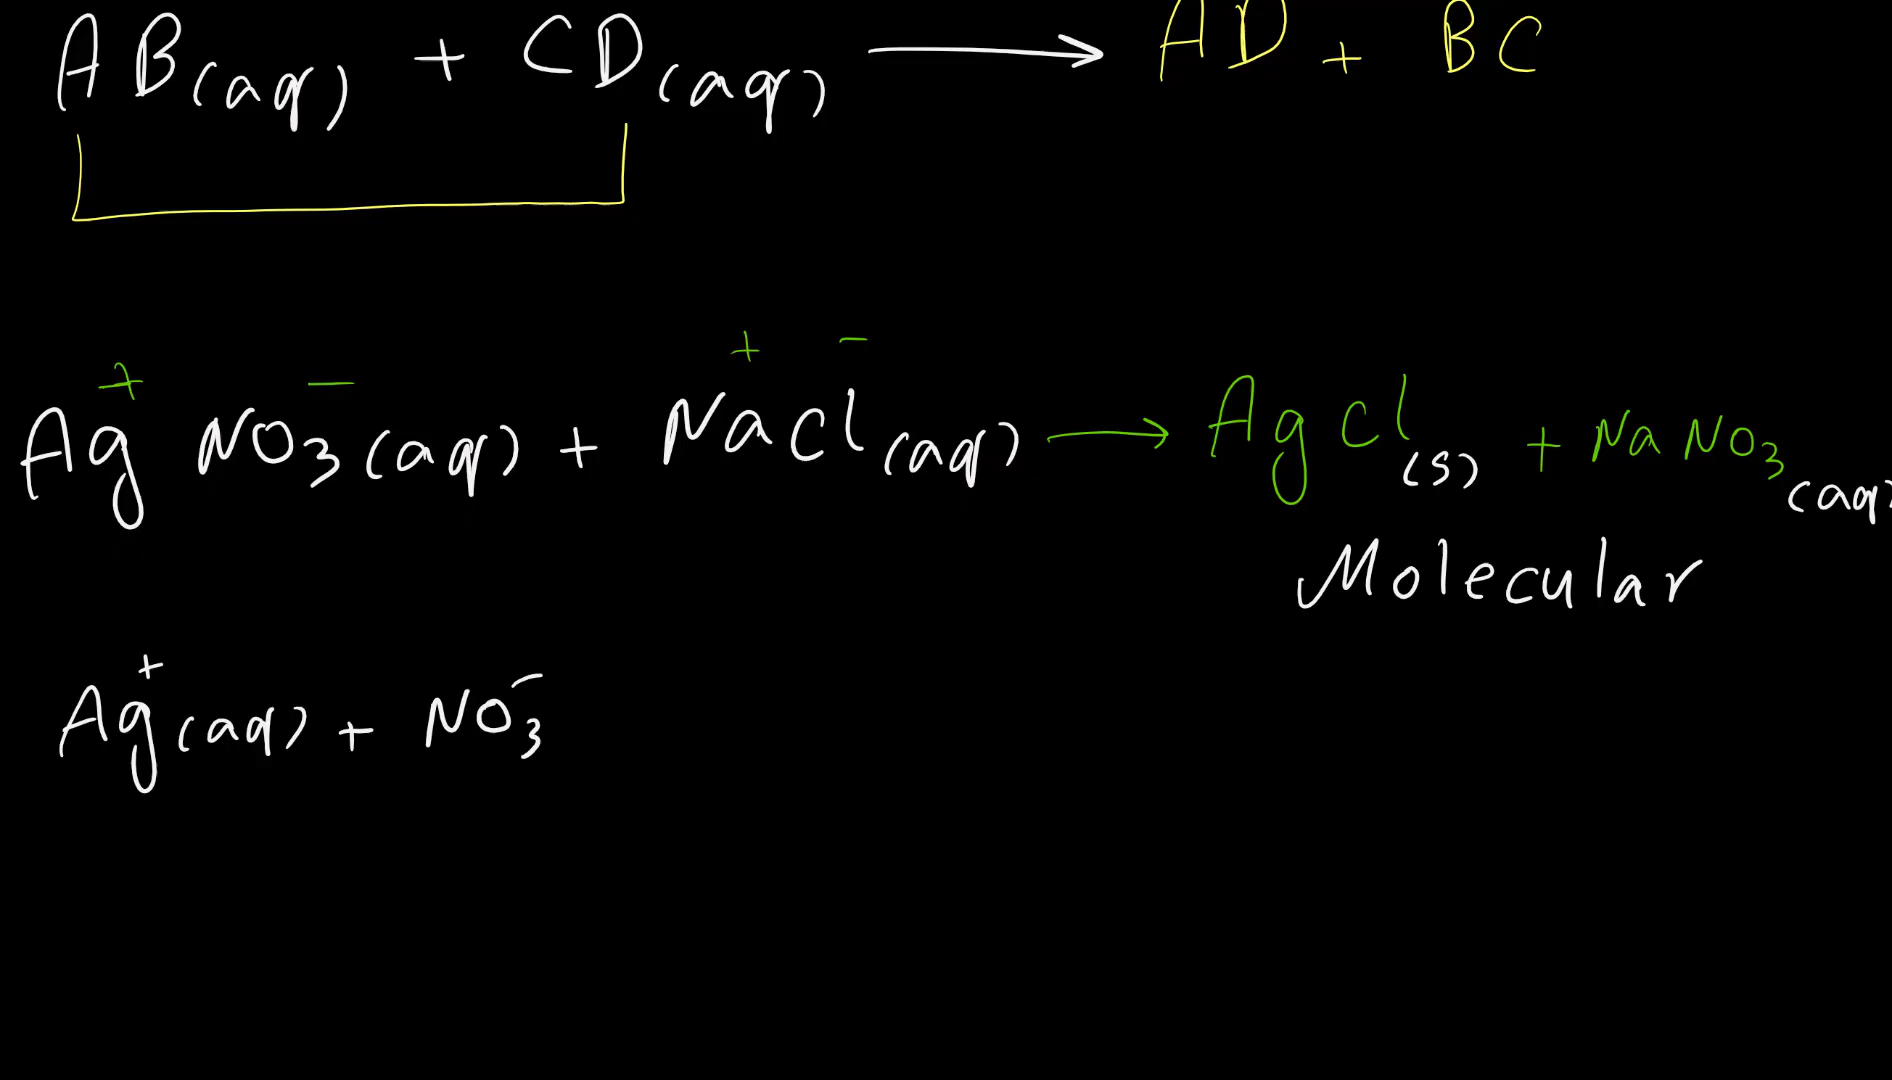 AB(aq) + CD(aq) ⟶ AD + BC
Ag⁺ NO₃⁻(aq) + Na⁺Cl⁻(aq) ⟶ AgCl(s) + NaNO₃(aq)
Molecular
Ag⁺(aq) + NO₃⁻